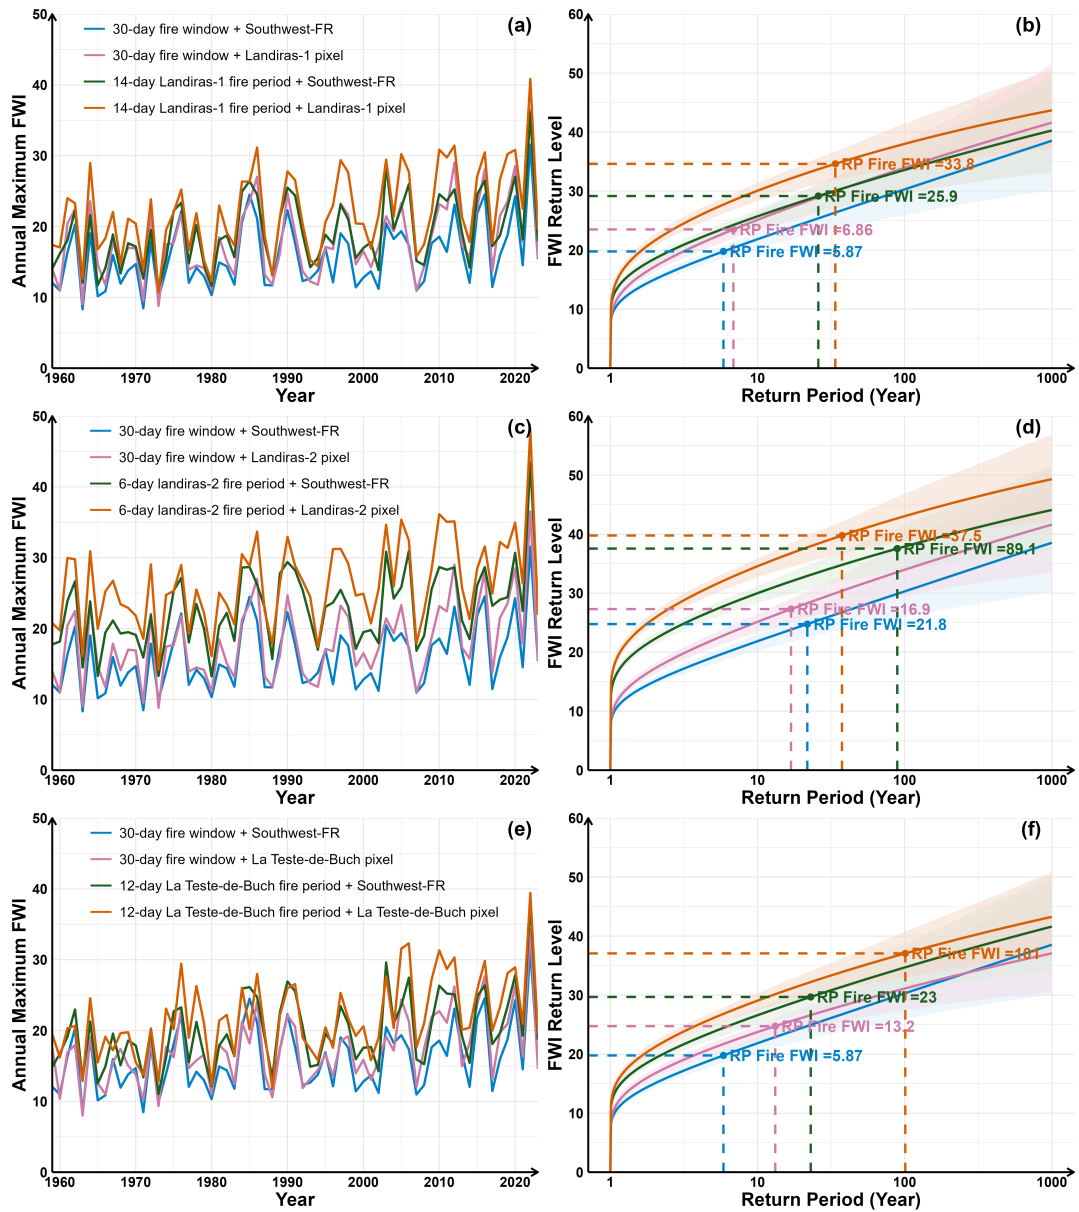 (a)
30-day fire window + Southwest-FR
30-day fire window + Landiras-1 pixel
14-day Landiras-1 fire period + Southwest-FR
14-day Landiras-1 fire period + Landiras-1 pixel
Annual Maximum FWI
50
40
30
20
10
0
1960 1970 1980 1990 2000 2010 2020
Year
(b)
FWI Return Level
60
50
40
30
20
10
0
RP Fire FWI =33.8
RP Fire FWI =25.9
RP Fire FWI =6.86
RP Fire FWI =5.87
1 10 100 1000
Return Period (Year)
(c)
30-day fire window + Southwest-FR
30-day fire window + Landiras-2 pixel
6-day landiras-2 fire period + Southwest-FR
6-day landiras-2 fire period + Landiras-2 pixel
Annual Maximum FWI
50
40
30
20
10
0
1960 1970 1980 1990 2000 2010 2020
Year
(d)
FWI Return Level
60
50
40
30
20
10
0
RP Fire FWI =37.5
RP Fire FWI =89.1
RP Fire FWI =16.9
RP Fire FWI =21.8
1 10 100 1000
Return Period (Year)
(e)
30-day fire window + Southwest-FR
30-day fire window + La Teste-de-Buch pixel
12-day La Teste-de-Buch fire period + Southwest-FR
12-day La Teste-de-Buch fire period + La Teste-de-Buch pixel
Annual Maximum FWI
50
40
30
20
10
0
1960 1970 1980 1990 2000 2010 2020
Year
(f)
FWI Return Level
60
50
40
30
20
10
0
RP Fire FWI =101
RP Fire FWI =23
RP Fire FWI =13.2
RP Fire FWI =5.87
1 10 100 1000
Return Period (Year)